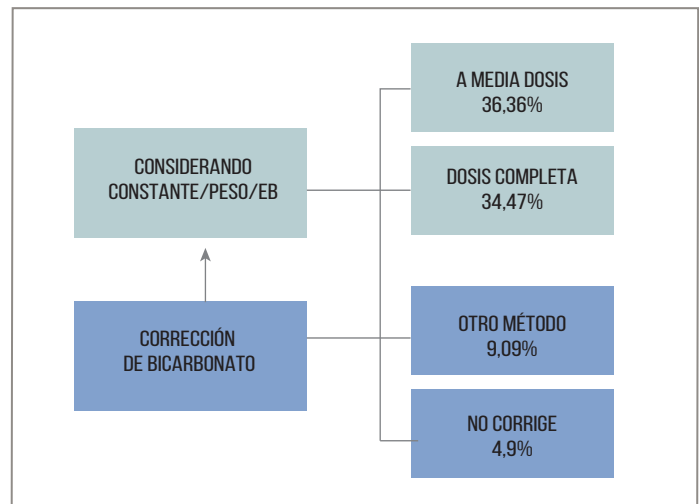 A MEDIA DOSIS
36,36%
CONSIDERANDO
CONSTANTE/PESO/EB
DOSIS COMPLETA
34,47%
CORRECCIÓN
DE BICARBONATO
OTRO MÉTODO
9,09%
NO CORRIGE
4,9%